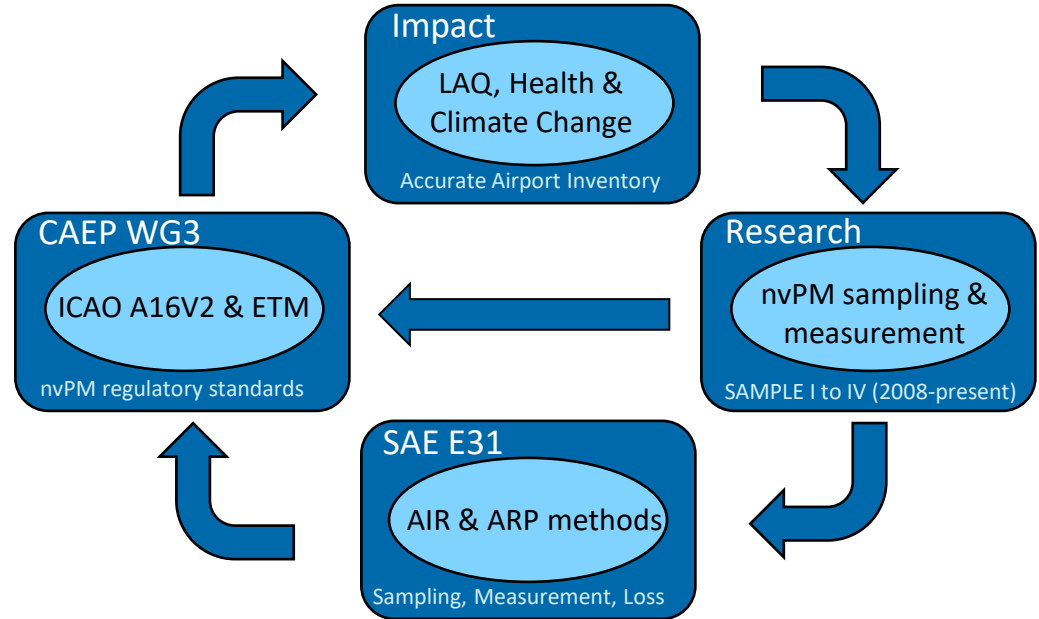 Impact
LAQ, Health &
Climate Change
Accurate Airport Inventory
CAEP WG3
ICAO A16V2 & ETM
nvPM regulatory standards
Research
nvPM sampling &
measurement
SAMPLE I to IV (2008-present)
SAE E31
AIR & ARP methods
Sampling, Measurement, Loss